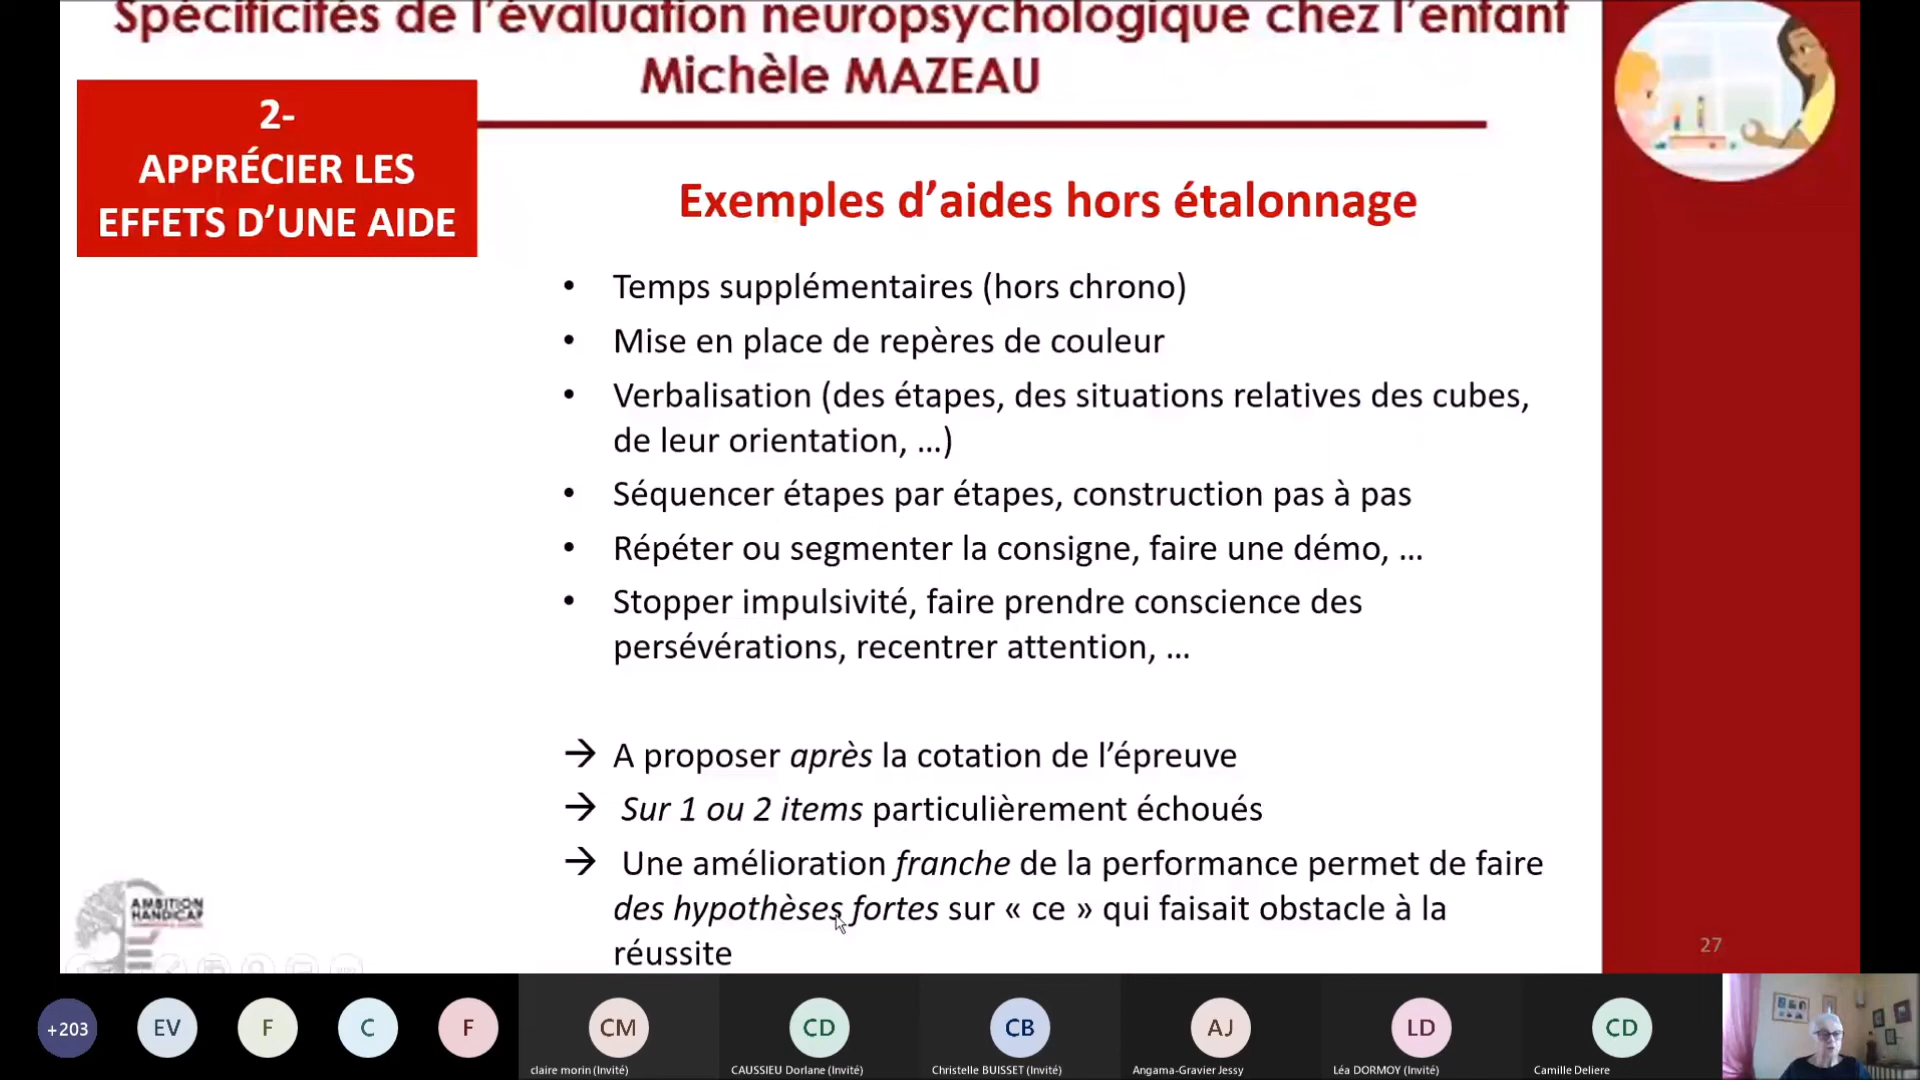 Spécificités de l'évaluation neuropsychologique chez l'enfant
Michèle MAZEAU
2-
APPRÉCIER LES
EFFETS D’UNE AIDE
Exemples d’aides hors étalonnage
• Temps supplémentaires (hors chrono)
• Mise en place de repères de couleur
• Verbalisation (des étapes, des situations relatives des cubes,
de leur orientation, …)
• Séquencer étapes par étapes, construction pas à pas
• Répéter ou segmenter la consigne, faire une démo, …
• Stopper impulsivité, faire prendre conscience des
persévérations, recentrer attention, …
→ A proposer après la cotation de l’épreuve
→ Sur 1 ou 2 items particulièrement échoués
→ Une amélioration franche de la performance permet de faire
des hypothèses fortes sur « ce » qui faisait obstacle à la
réussite
AMBITION
HANDICAP
27
+203
EV
F
C
F
CM
CD
CB
AJ
LD
CD
claire morin (Invité)
CAUSSIEU Dorlane (Invité)
Christelle BUISSET (Invité)
Angama-Gravier Jessy
Léa DORMOY (Invité)
Camille Deliere